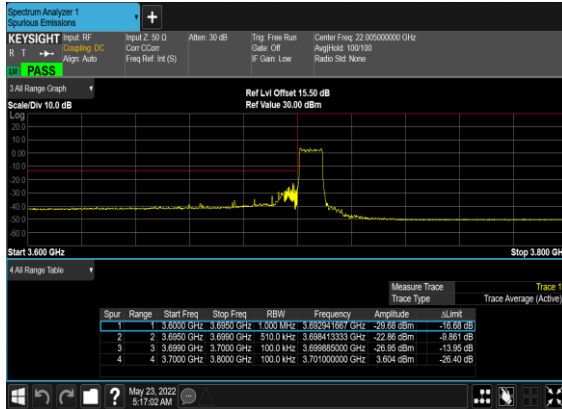 Spectrum Analyzer 1
Spurious Emissions
KEYSIGHT
R T
PASS
Input: RF
Coupling: DC
Align: Auto
Input Z: 50 Ω
Corr CCorr
Freq Ref: Int (S)
Atten: 30 dB
Trig: Free Run
Gate: Off
IF Gain: Low
Center Freq: 22.005000000 GHz
Avg|Hold: 100/100
Radio Std: None
3 All Range Graph
Scale/Div 10.0 dB
Ref Lvl Offset 15.50 dB
Ref Value 30.00 dBm
Log
20.0
10.0
0.00
-10.0
-20.0
-30.0
-40.0
-50.0
-60.0
Start 3.600 GHz
Stop 3.800 GHz
4 All Range Table
Measure Trace Trace 1
Trace Type Trace Average (Active)
Spur Range Start Freq Stop Freq RBW Frequency Amplitude ΔLimit
1 1 3.6000 GHz 3.6950 GHz 1.000 MHz 3.692941667 GHz -29.68 dBm -16.68 dB
2 2 3.6950 GHz 3.6990 GHz 510.0 kHz 3.698413333 GHz -22.86 dBm -9.861 dB
3 3 3.6990 GHz 3.7000 GHz 100.0 kHz 3.699885000 GHz -26.95 dBm -13.95 dB
4 4 3.7000 GHz 3.8000 GHz 100.0 kHz 3.701000000 GHz 3.604 dBm -26.40 dB
?
May 23, 2022
5:17:02 AM